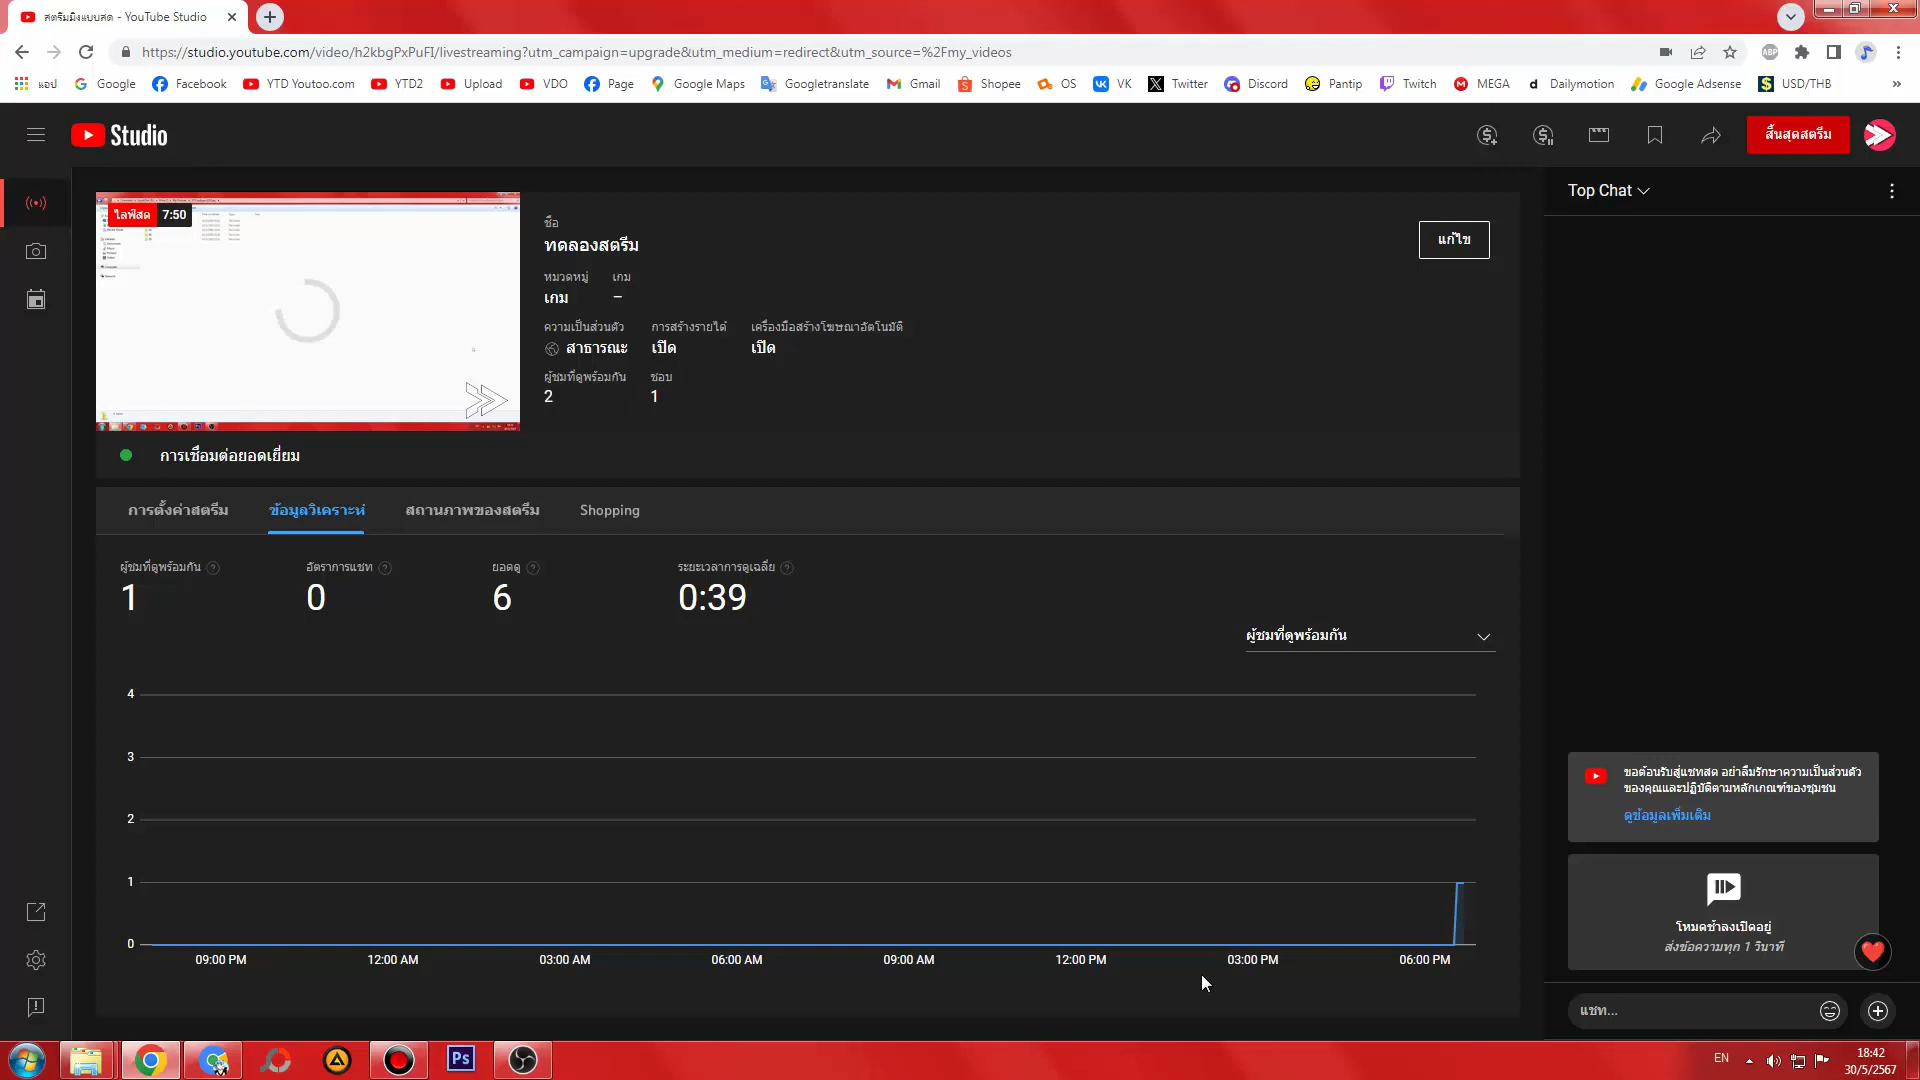 สตรีมมิงแบบสด - YouTube Studio
https://studio.youtube.com/video/h2kbgPxPuFI/livestreaming?utm_campaign=upgrade&utm_medium=redirect&utm_source=%2Fmy_videos
แอป Google Facebook YTD Youtoo.com YTD2 Upload VDO Page Google Maps Googletranslate Gmail Shopee OS VK Twitter Discord Pantip Twitch MEGA Dailymotion Google Adsense USD/THB
Studio
สิ้นสุดสตรีม
ไลฟ์สด 7:50
ชื่อ
ทดลองสตรีม
แก้ไข
หมวดหมู่ เกม
เกม –
ความเป็นส่วนตัว การสร้างรายได้ เครื่องมือสร้างโฆษณาอัตโนมัติ
สาธารณะ เปิด เปิด
ผู้ชมที่ดูพร้อมกัน ชอบ
2 1
การเชื่อมต่อยอดเยี่ยม
การตั้งค่าสตรีม ข้อมูลวิเคราะห์ สถานภาพของสตรีม Shopping
ผู้ชมที่ดูพร้อมกัน อัตราการแชท ยอดดู ระยะเวลาการดูเฉลี่ย
1 0 6 0:39
ผู้ชมที่ดูพร้อมกัน
4
3
2
1
0
09:00 PM 12:00 AM 03:00 AM 06:00 AM 09:00 AM 12:00 PM 03:00 PM 06:00 PM
Top Chat
ขอต้อนรับสู่แชทสด อย่าลืมรักษาความเป็นส่วนตัว
ของคุณและปฏิบัติตามหลักเกณฑ์ของชุมชน
ดูข้อมูลเพิ่มเติม
โหมดช้าลงเปิดอยู่
ส่งข้อความทุก 1 วินาที
แชท...
Ps
EN
18:42
30/5/2567